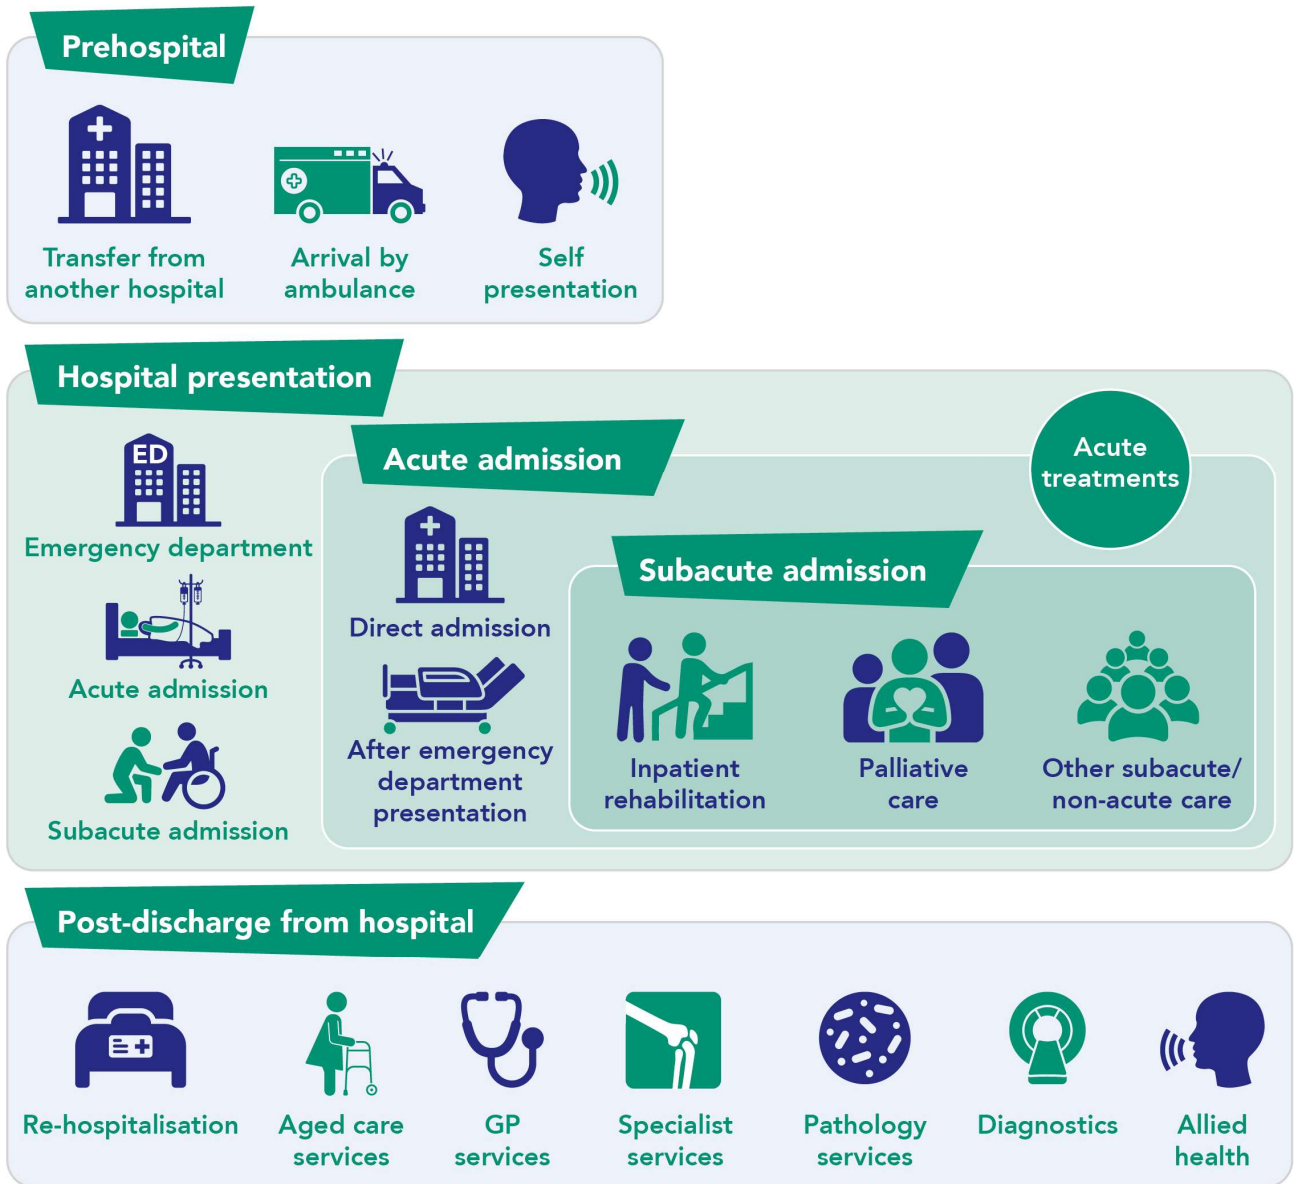 Prehospital
Transfer from
another hospital
Arrival by
ambulance
Self
presentation
Hospital presentation
ED
Emergency department
Acute admission
Subacute admission
Acute admission
Direct admission
After emergency
department
presentation
Acute
treatments
Subacute admission
Inpatient
rehabilitation
Palliative
care
Other subacute/
non-acute care
Post-discharge from hospital
Re-hospitalisation
Aged care
services
GP
services
Specialist
services
Pathology
services
Diagnostics
Allied
health